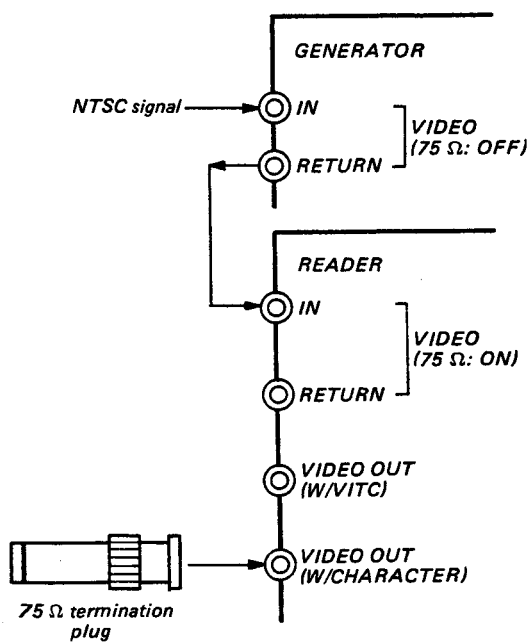 GENERATOR
NTSC signal
IN
VIDEO
(75 Ω: OFF)
RETURN
READER
IN
VIDEO
(75 Ω: ON)
RETURN
VIDEO OUT
(W/VITC)
VIDEO OUT
(W/CHARACTER)
75 Ω termination
plug